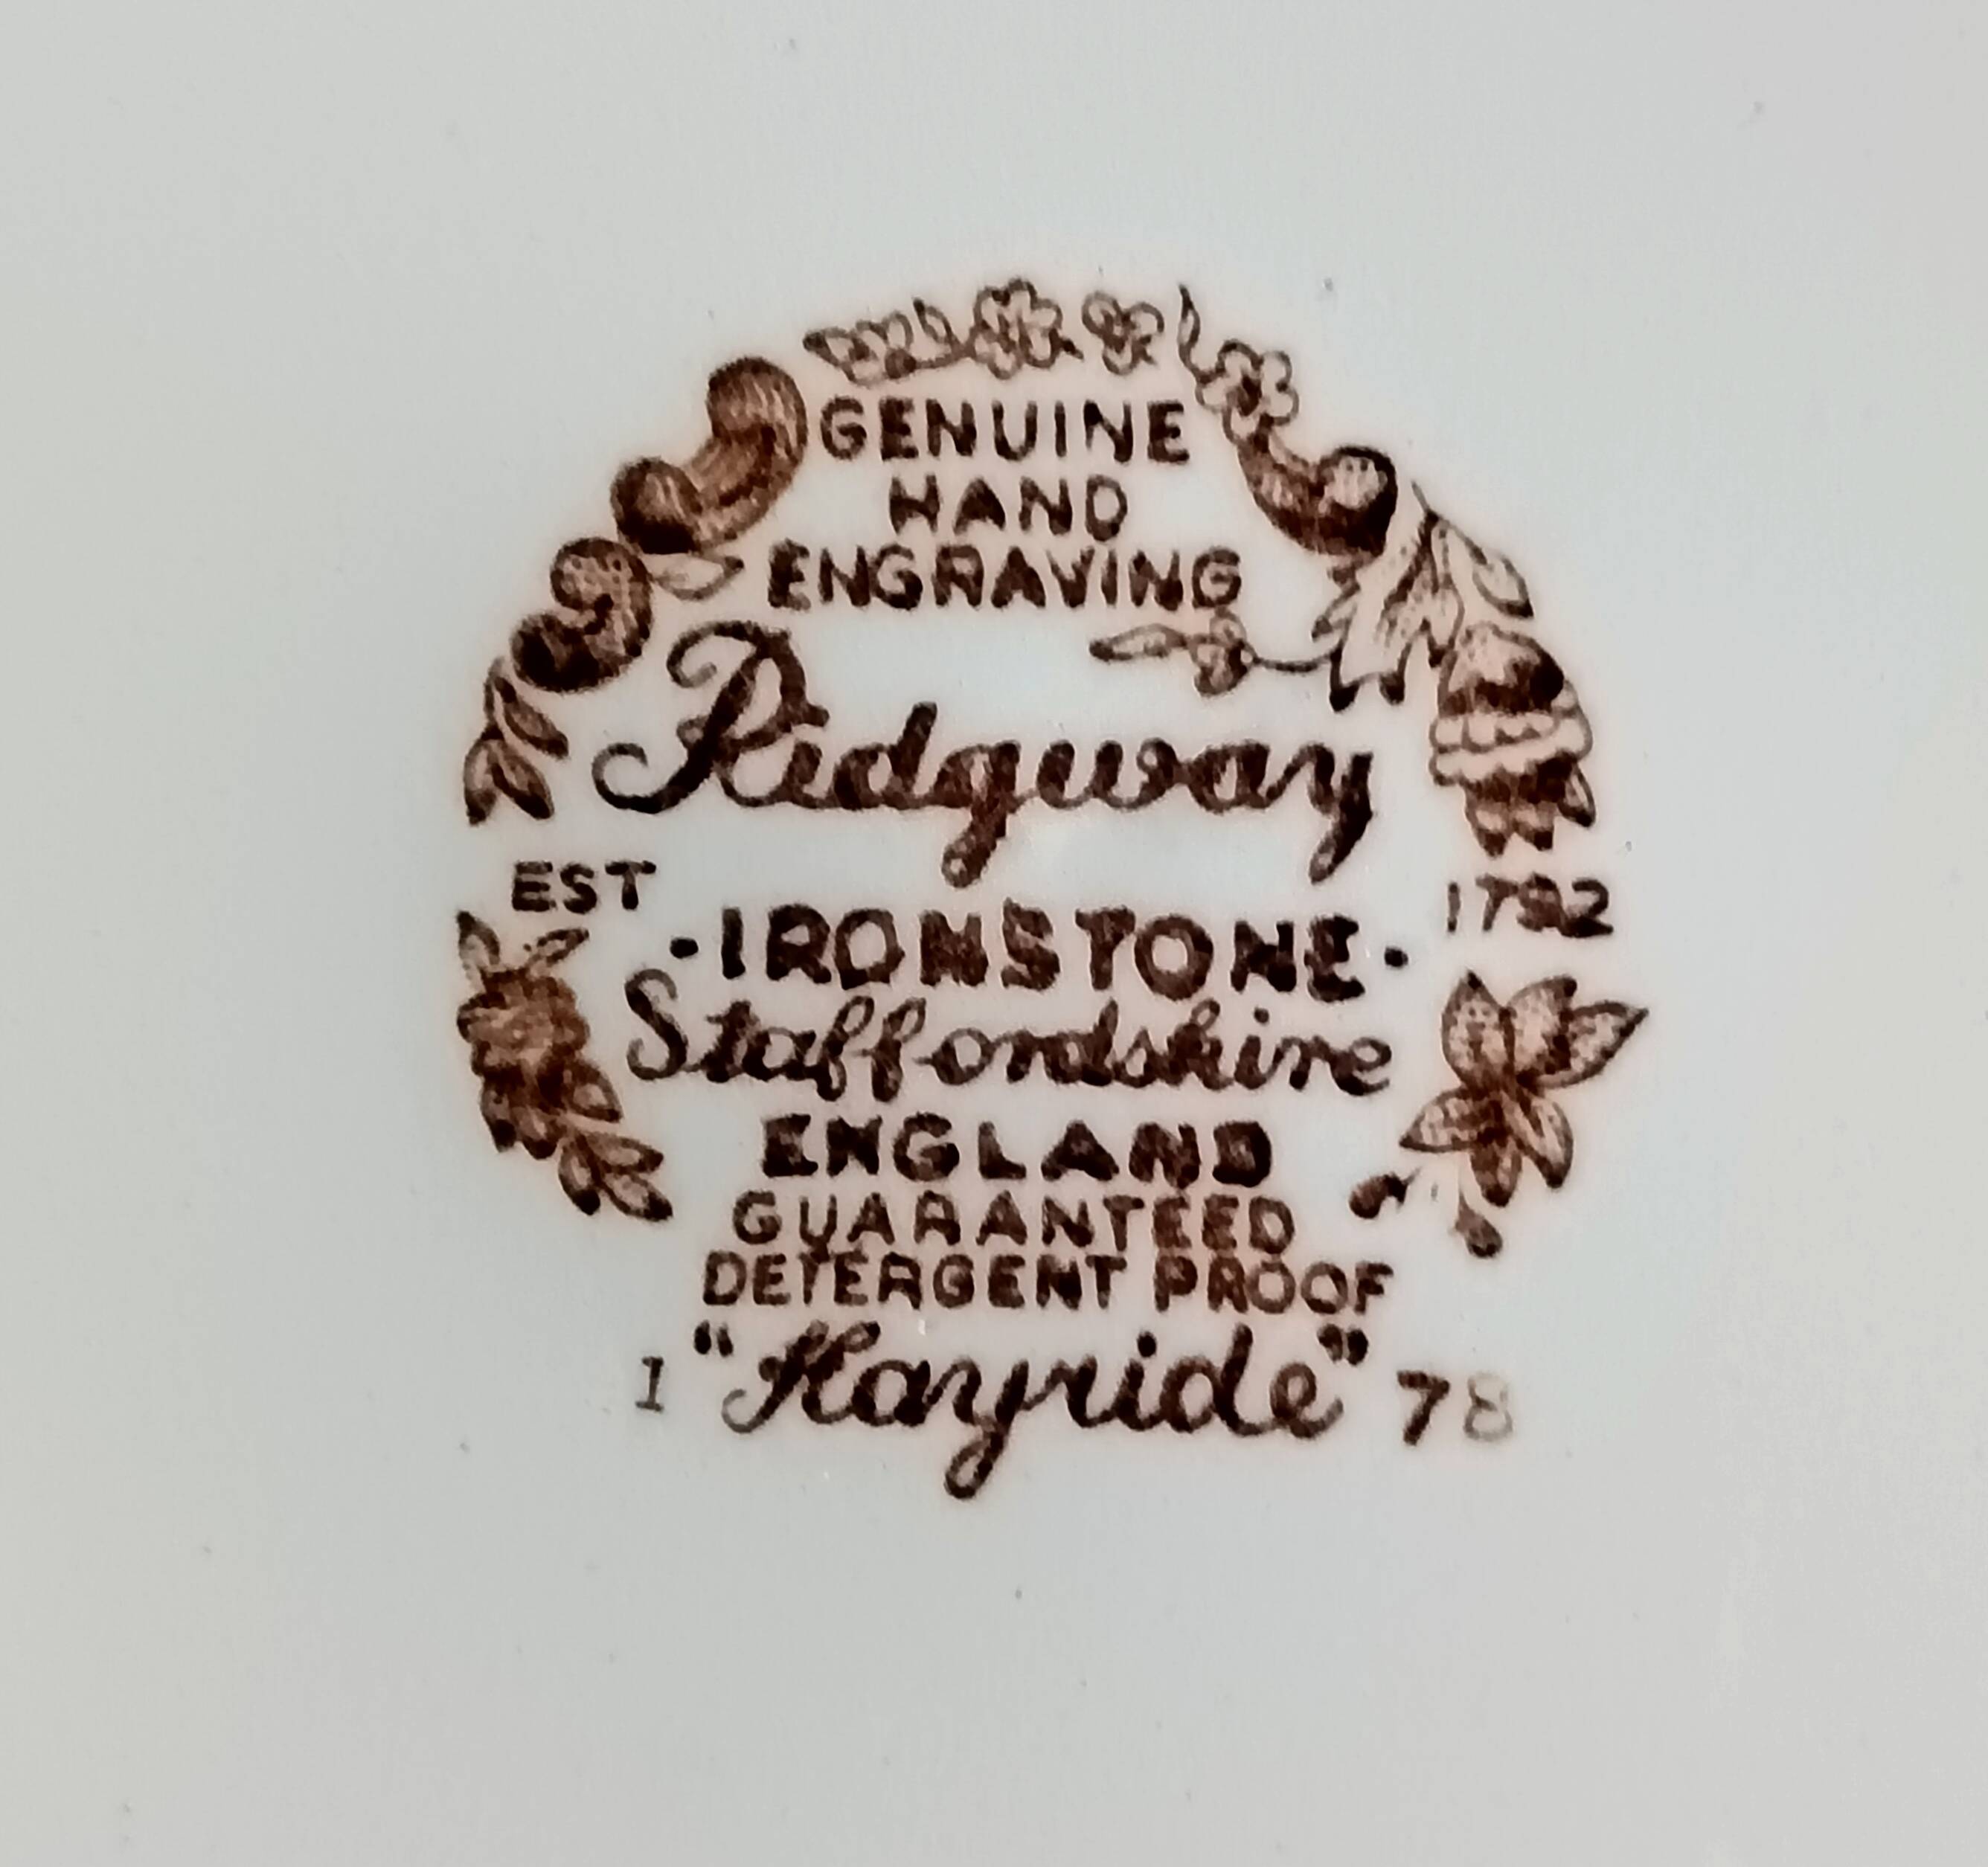 GENUINE
HAND
ENGRAVING
Ridgway
EST 1792
·IRONSTONE·
Staffordshire
ENGLAND
GUARANTEED
DETERGENT PROOF
1 "Hayride" 78